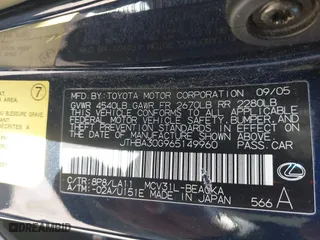 7
AREA
MFD. BY: TOYOTA MOTOR CORPORATION 09/05
GVWR 4540LB GAWR FR 2670LB RR 2280LB
THIS VEHICLE CONFORMS TO ALL APPLICABLE
FEDERAL MOTOR VEHICLE SAFETY, BUMPER, AND
THEFT PREVENTION STANDARDS IN EFFECT ON
THE DATE OF MANUFACTURE SHOWN ABOVE.
JTHBA30G965149960 PASS. CAR
C/TR: 8P8/LA11 MCV31L-BEAGKA
A/TM: -02A/U151E MADE IN JAPAN
566 A